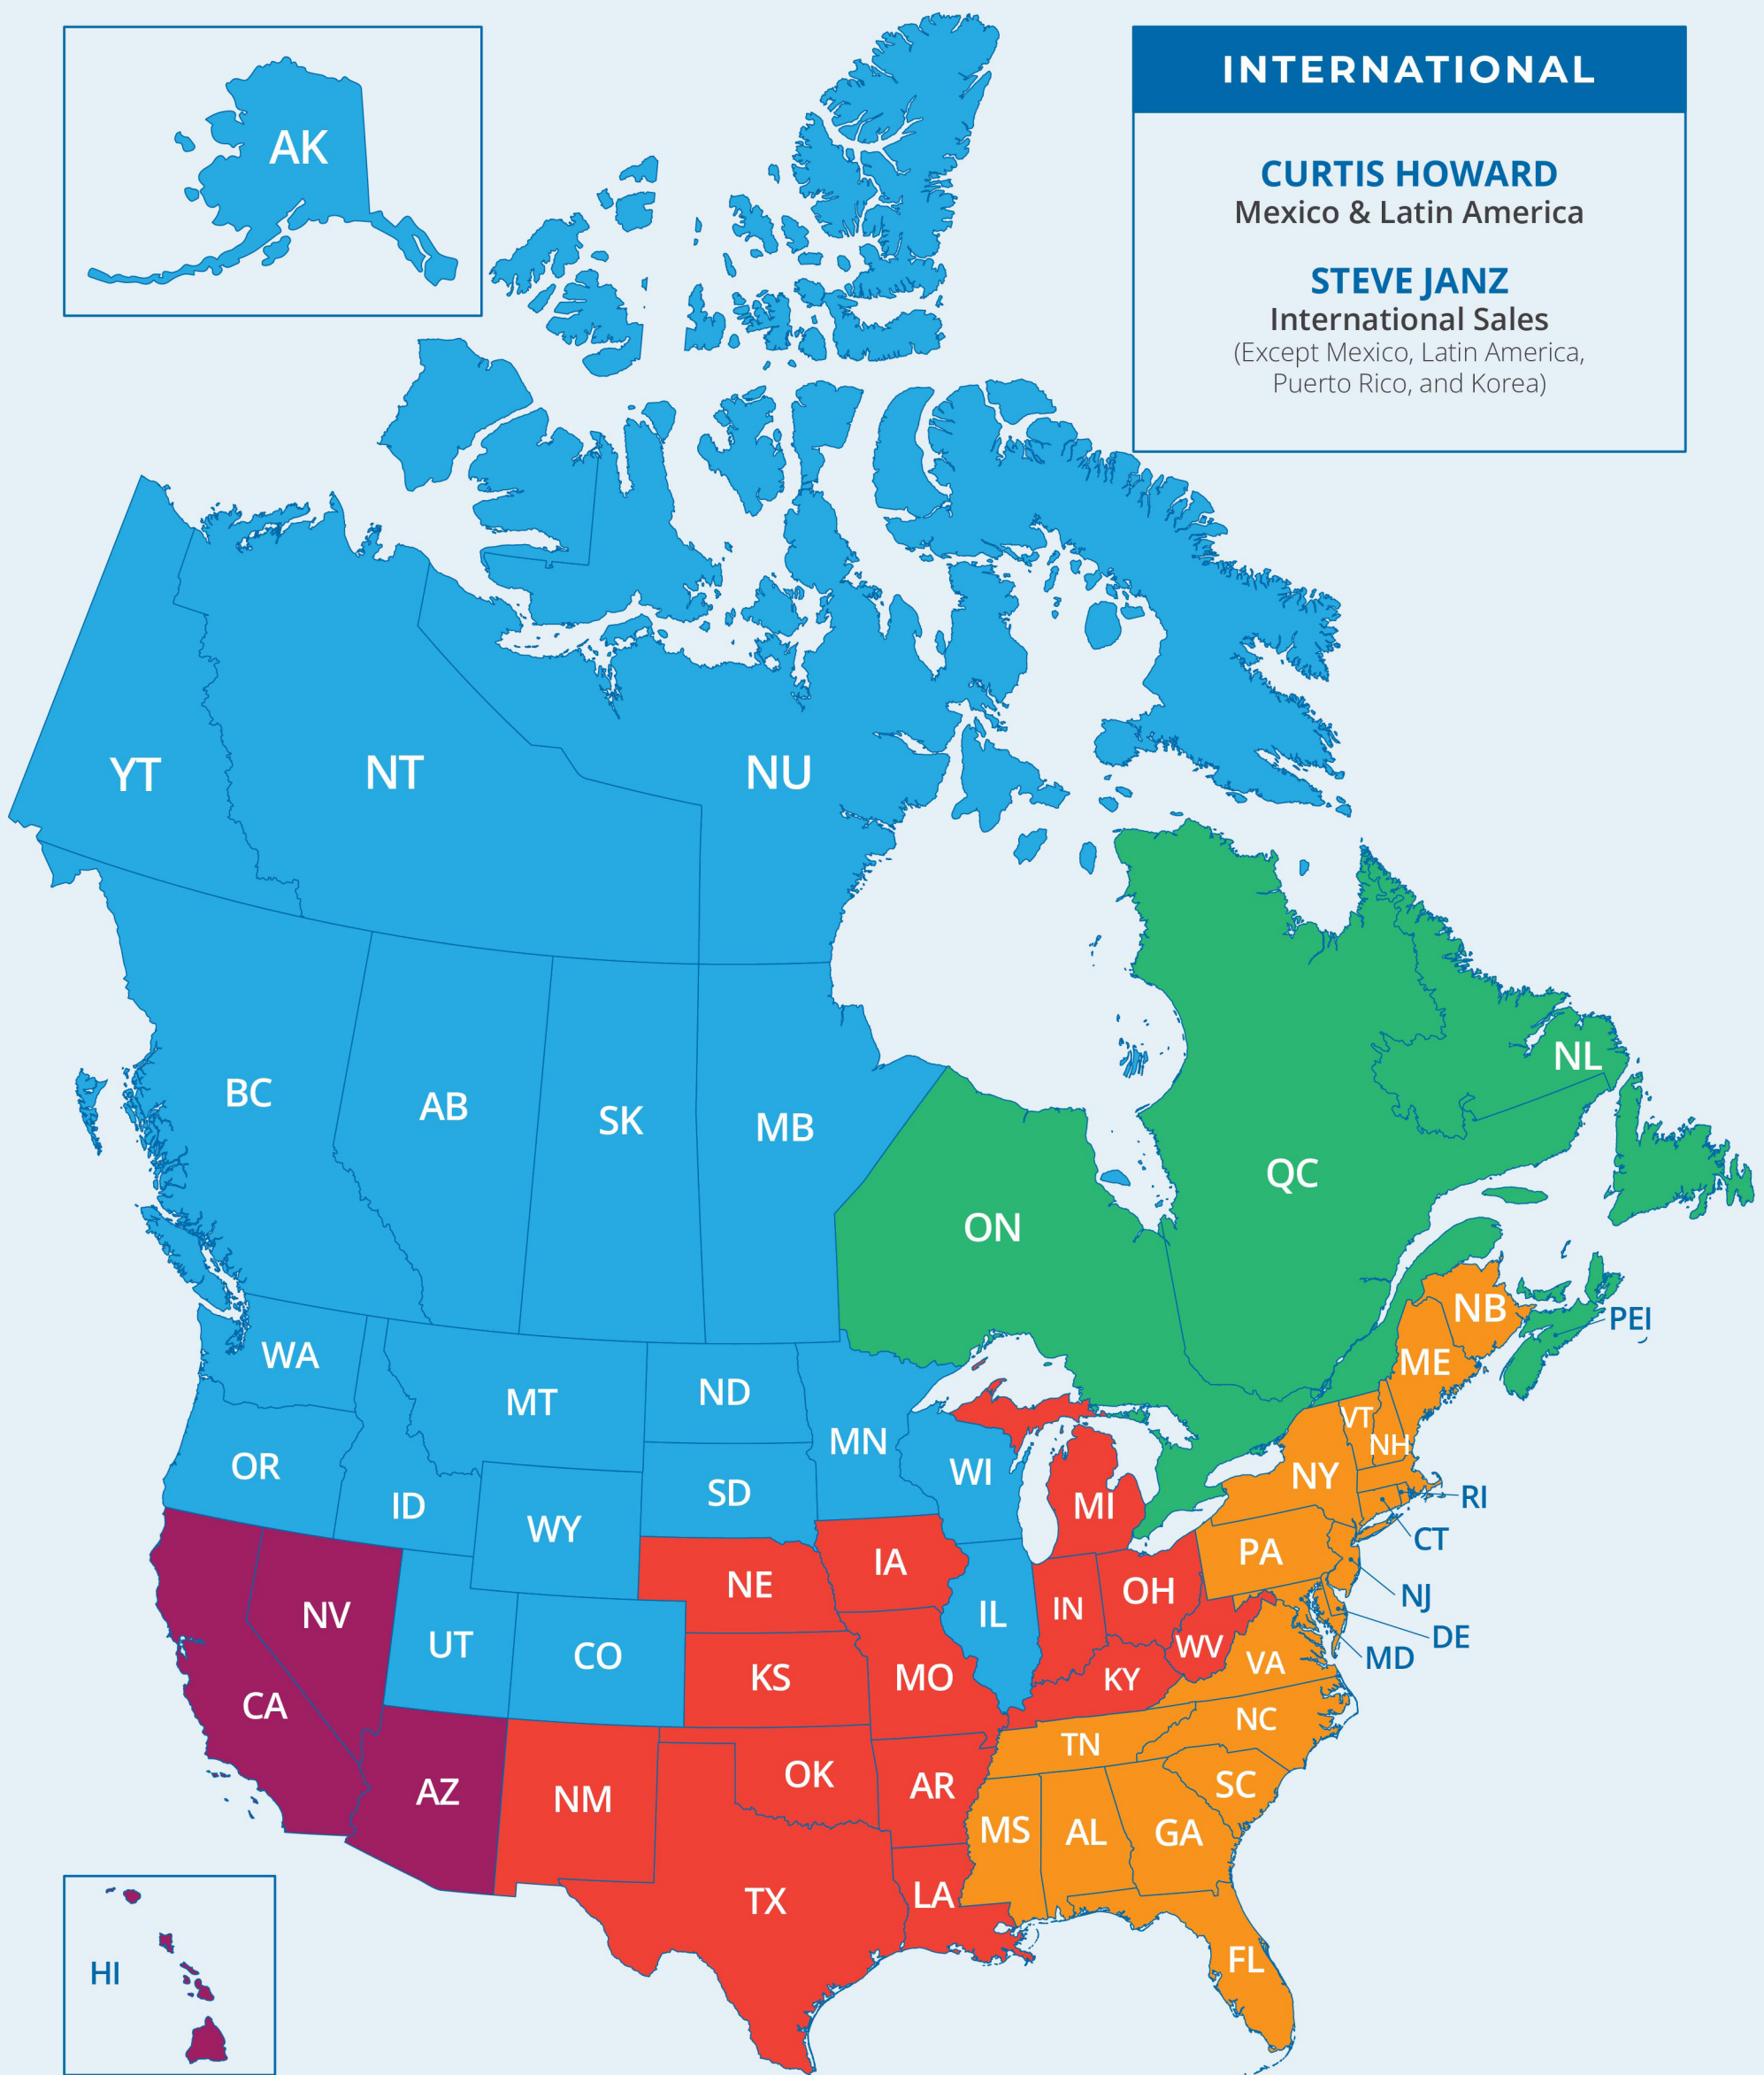 AK
INTERNATIONAL
CURTIS HOWARD
Mexico & Latin America
STEVE JANZ
International Sales
(Except Mexico, Latin America,
Puerto Rico, and Korea)
YT
NT
NU
BC
AB
SK
MB
ON
QC
NL
NB
PEI
WA
MT
ND
MN
ME
VT
NH
OR
ID
WY
SD
WI
MI
NY
RI
CT
NV
UT
CO
NE
IA
IL
IN
OH
PA
NJ
DE
MD
CA
KS
MO
KY
WV
VA
AZ
NM
OK
AR
TN
NC
SC
MS
AL
GA
TX
LA
FL
HI